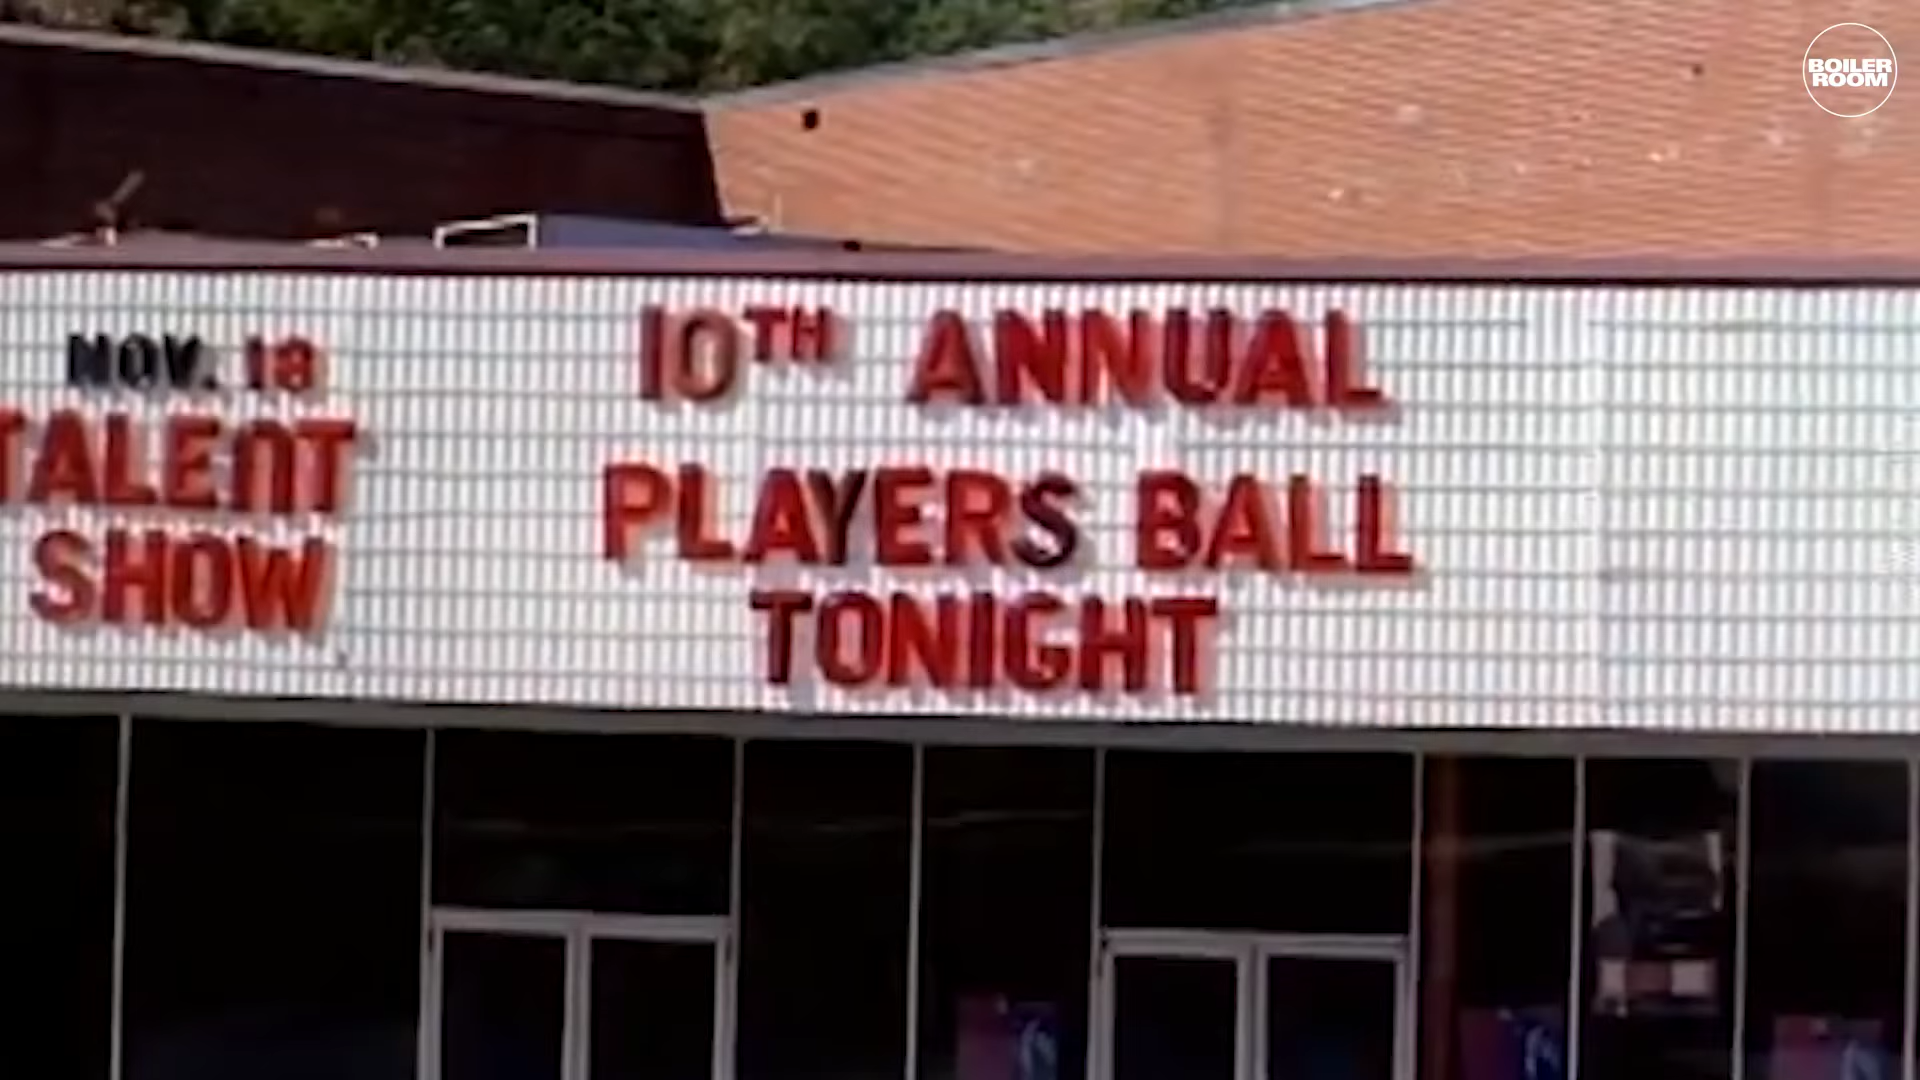 BOILER
ROOM
NOV. 18
TALENT
SHOW
10TH ANNUAL
PLAYERS BALL
TONIGHT